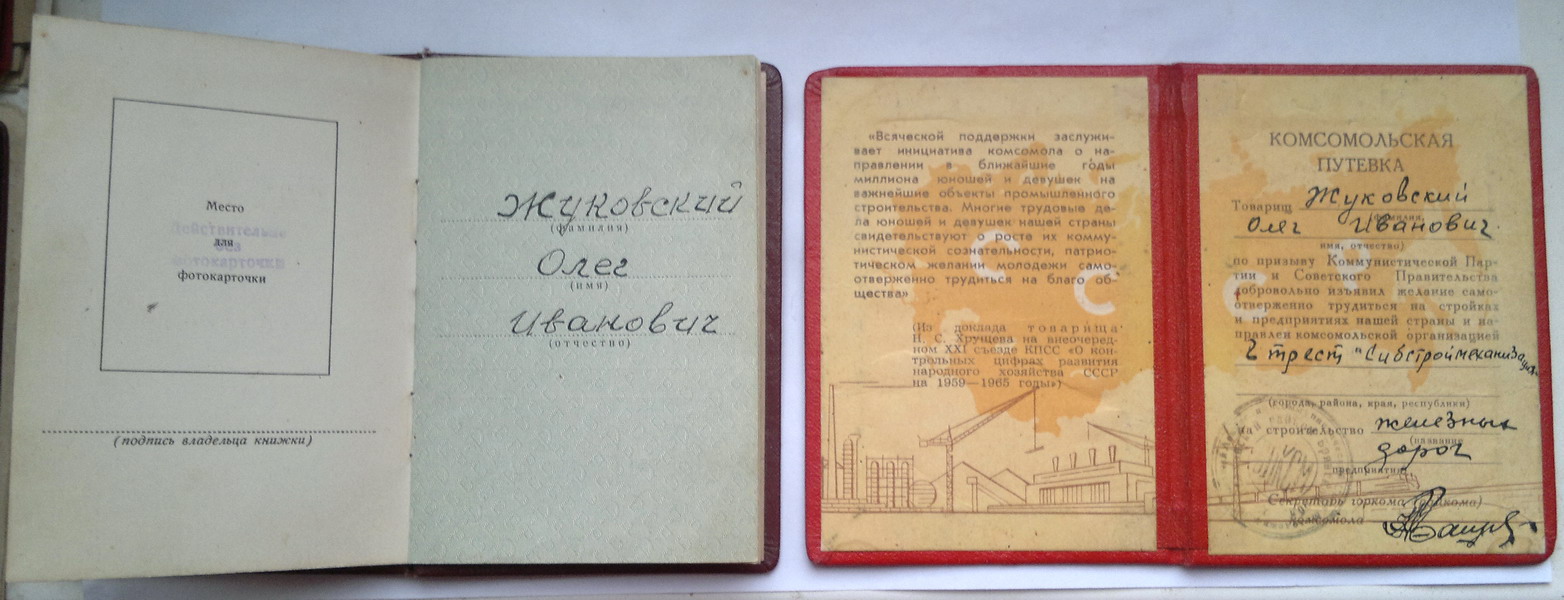 Место
для
фотокарточки
Действительно
без
фотокарточки
(подпись владельца книжки)
Жуковский
(фамилия)
Олег
(имя)
Иванович
(отчество)
«Всяческой поддержки заслужи-
вает инициатива комсомола о на-
правлении в ближайшие годы
миллиона юношей и девушек на
важнейшие объекты промышленного
строительства. Многие трудовые де-
ла юношей и девушек нашей страны
свидетельствуют о росте их комму-
нистической сознательности, патрио-
тическом желании молодежи само-
отверженно трудиться на благо об-
щества»
(Из доклада товарища
Н. С. Хрущева на внеочеред-
ном XXI съезде КПСС «О кон-
трольных цифрах развития
народного хозяйства СССР
на 1959—1965 годы»)
КОМСОМОЛЬСКАЯ
ПУТЕВКА
Товарищ Жуковский
(фамилия,
Олег Иванович.
имя, отчество)
по призыву Коммунистической Пар-
тии и Советского Правительства
добровольно изъявил желание само-
отверженно трудиться на стройках
и предприятиях нашей страны и на-
правлен комсомольской организацией
в трест "Сибстроймеханизация"
(города, района, края, республики)
на строительство железных
(название
дорог
предприятия)
Секретарь горкома (райкома)
комсомола